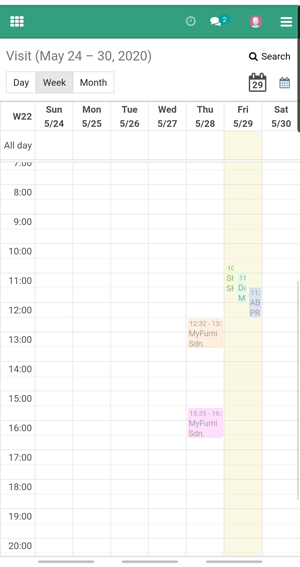 2
Visit (May 24 – 30, 2020)
Search
Day Week Month
29
W22 Sun 5/24 Mon 5/25 Tue 5/26 Wed 5/27 Thu 5/28 Fri 5/29 Sat 5/30
All day
7:00
8:00
9:00
10:00
10
SH
SH
11:00
11
Da
M
11
AB
PR
12:00
12:32 - 13:
MyFurni
Sdn.
13:00
14:00
15:00
15:35 - 16:
MyFurni
Sdn.
16:00
17:00
18:00
19:00
20:00